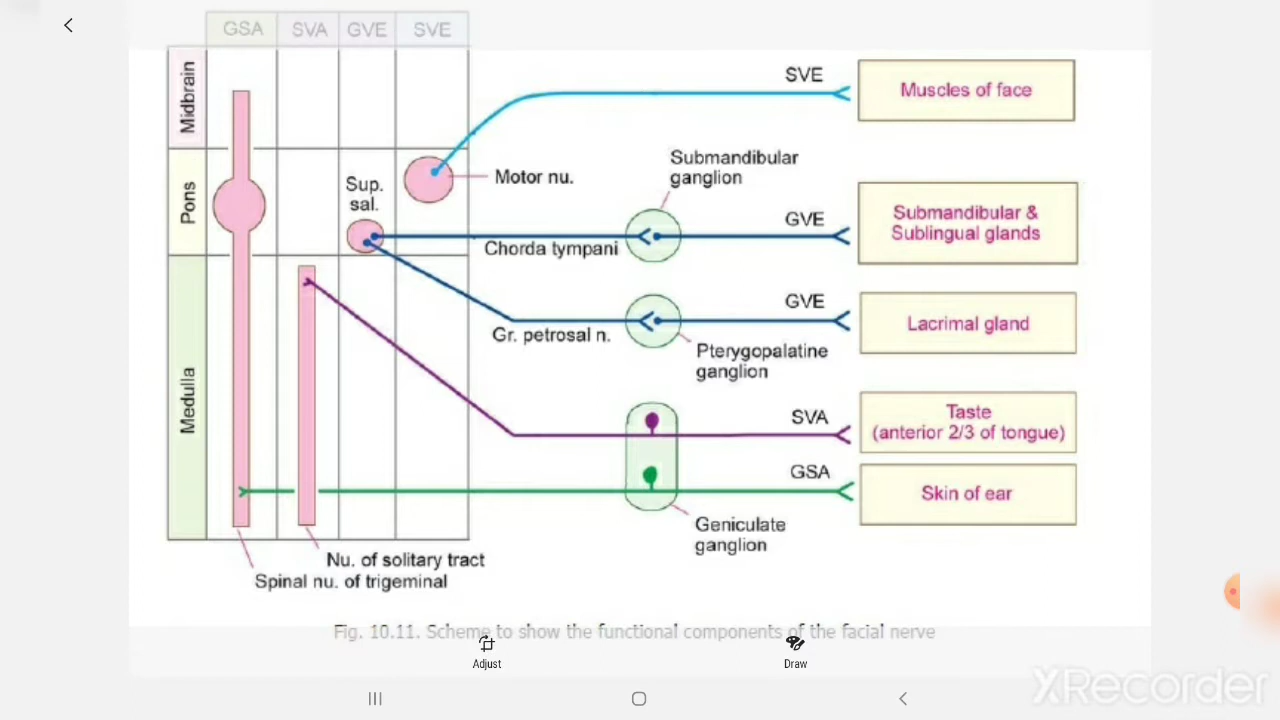 GSA SVA GVE SVE
Midbrain
Pons
Medulla
SVE
Muscles of face
Motor nu.
Submandibular
ganglion
Sup.
sal.
GVE
Submandibular &
Sublingual glands
Chorda tympani
GVE
Lacrimal gland
Gr. petrosal n.
Pterygopalatine
ganglion
SVA
Taste
(anterior 2/3 of tongue)
GSA
Skin of ear
Geniculate
ganglion
Nu. of solitary tract
Spinal nu. of trigeminal
Fig. 10.11. Scheme to show the functional components of the facial nerve
Adjust
Draw
XRecorder